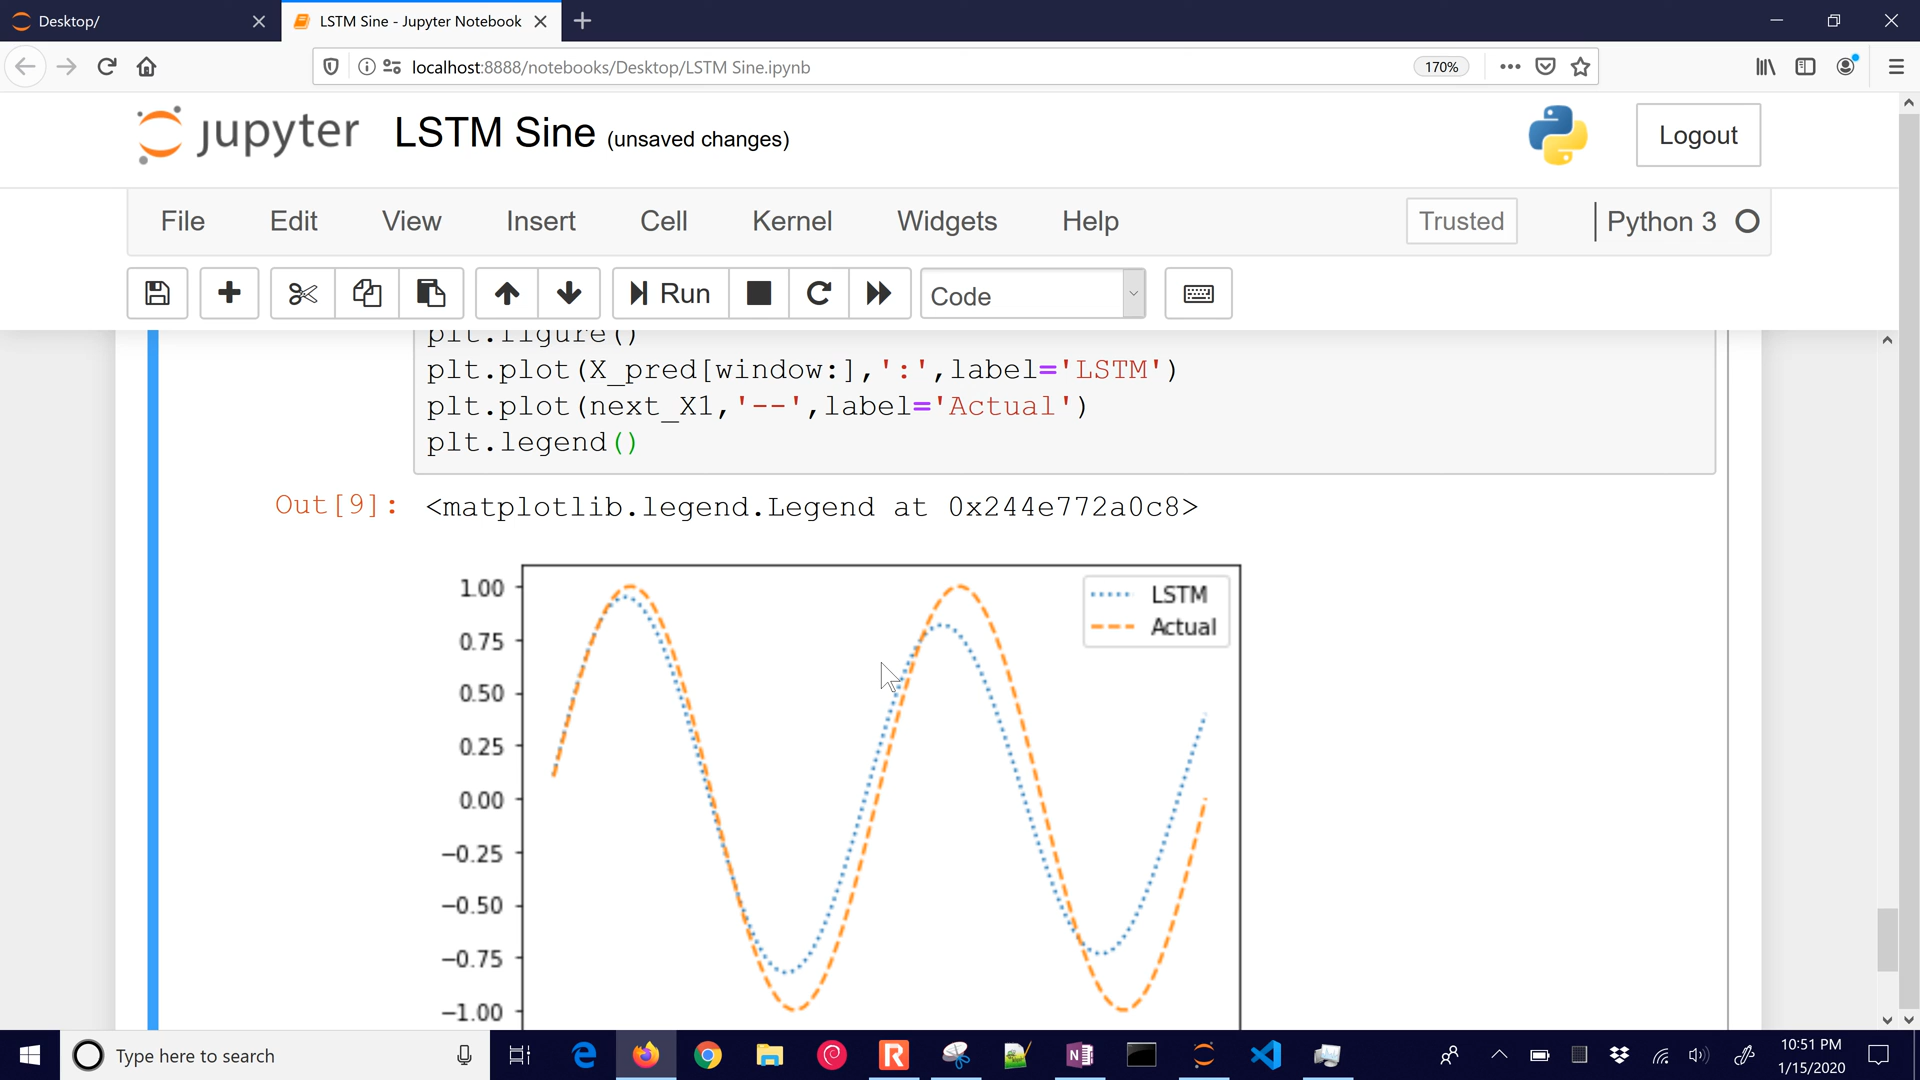 Desktop/
LSTM Sine - Jupyter Notebook
localhost:8888/notebooks/Desktop/LSTM Sine.ipynb
170%
jupyter
LSTM Sine (unsaved changes)
Logout
File Edit View Insert Cell Kernel Widgets Help
Trusted
Python 3
Run
Code
plt.figure()
plt.plot(X_pred[window:],':',label='LSTM')
plt.plot(next_X1,'--',label='Actual')
plt.legend()
Out[9]: <matplotlib.legend.Legend at 0x244e772a0c8>
1.00
0.75
0.50
0.25
0.00
−0.25
−0.50
−0.75
−1.00
LSTM
Actual
Type here to search
10:51 PM
1/15/2020